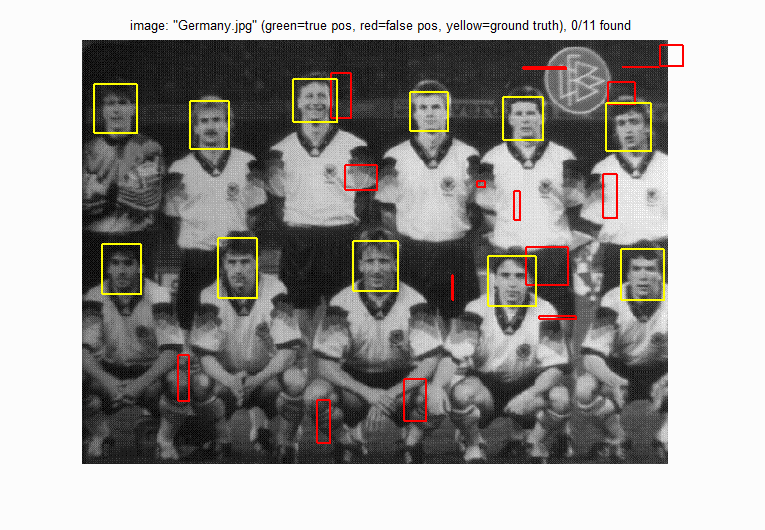 image: "Germany.jpg" (green=true pos, red=false pos, yellow=ground truth), 0/11 found